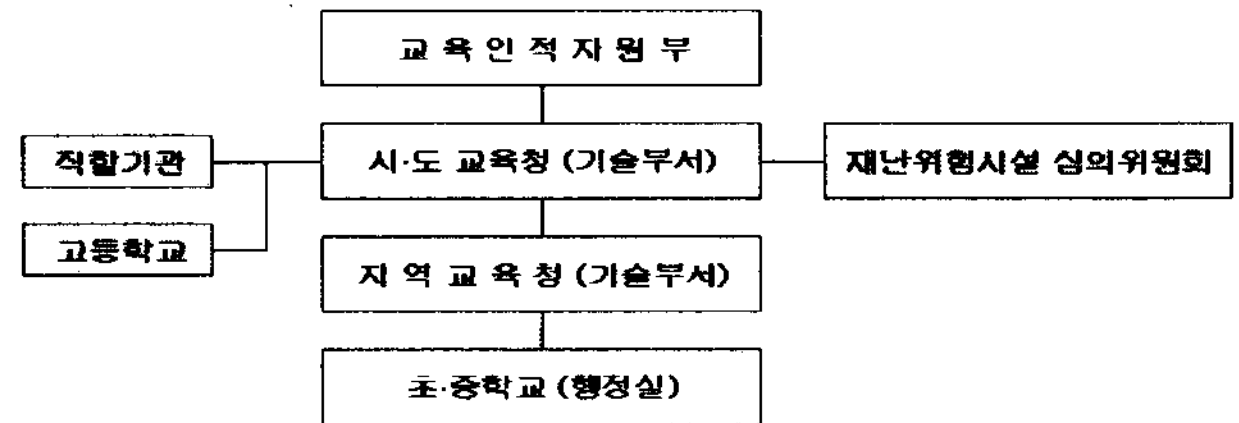 교 육 인 적 자 원 부
직할기관
시·도 교육청 (기술부서)
재난위험시설 심의위원회
고등학교
지 역 교 육 청 (기술부서)
초·중학교 (행정실)